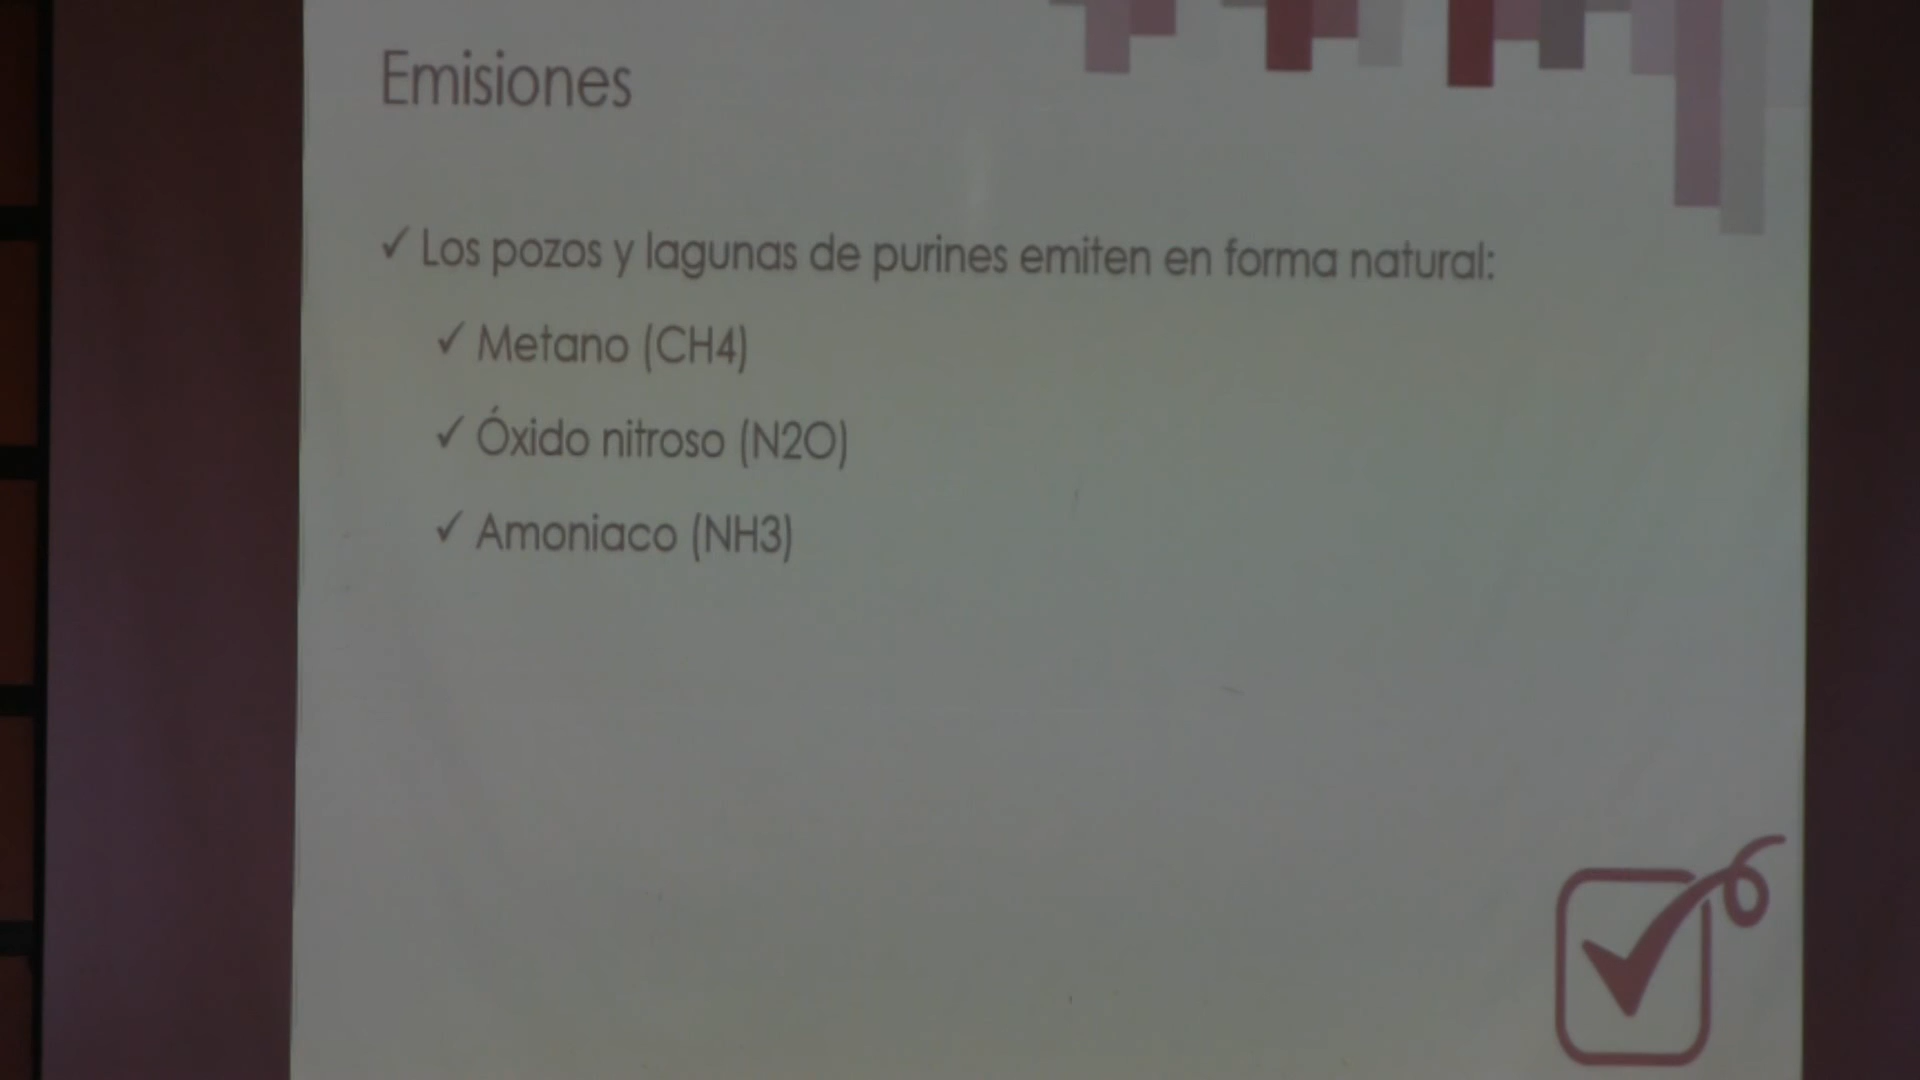 Emisiones
✓ Los pozos y lagunas de purines emiten en forma natural:
✓ Metano (CH4)
✓ Óxido nitroso (N2O)
✓ Amoniaco (NH3)